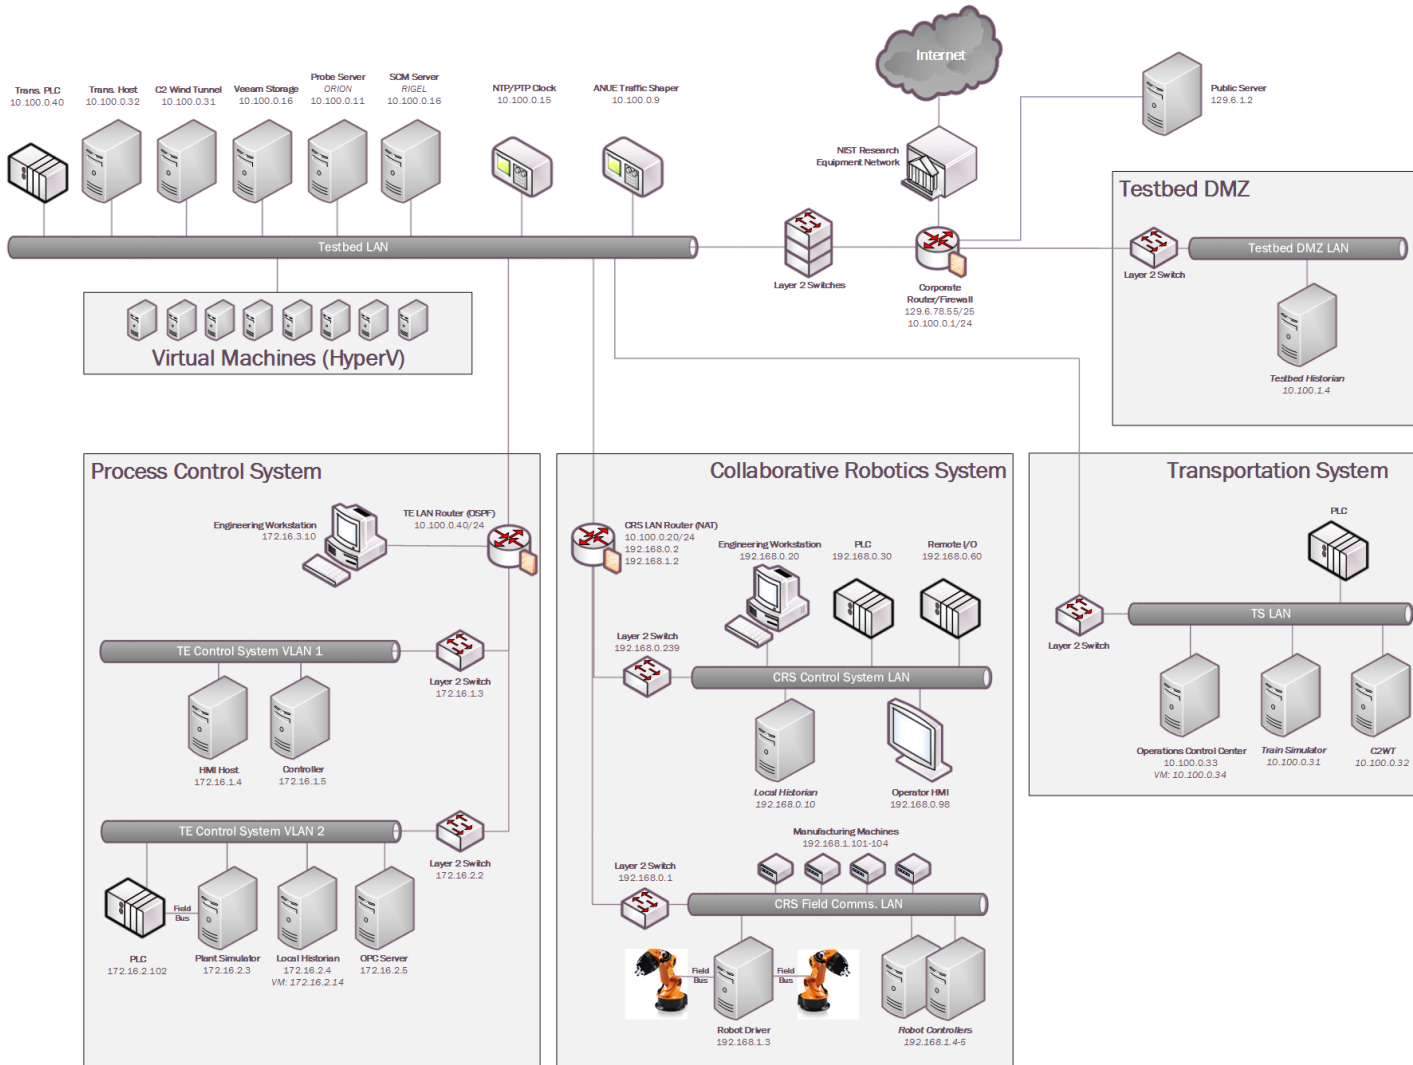 Internet
Trans. PLC
10.100.0.40
Trans. Host
10.100.0.32
C2 Wind Tunnel
10.100.0.31
Veeam Storage
10.100.0.16
Probe Server
ORION
10.100.0.11
SCM Server
RIGEL
10.100.0.16
NTP/PTP Clock
10.100.0.15
ANUE Traffic Shaper
10.100.0.9
Public Server
129.6.1.2
NIST Research
Equipment Network
Testbed LAN
Layer 2 Switches
Corporate
Router/Firewall
129.6.78.55/25
10.100.0.1/24
Testbed DMZ
Layer 2 Switch
Testbed DMZ LAN
Testbed Historian
10.100.1.4
Virtual Machines (HyperV)
Process Control System
Engineering Workstation
172.16.3.10
TE LAN Router (OSPF)
10.100.0.40/24
TE Control System VLAN 1
Layer 2 Switch
172.16.1.3
HMI Host
172.16.1.4
Controller
172.16.1.5
TE Control System VLAN 2
Layer 2 Switch
172.16.2.2
Field
Bus
PLC
172.16.2.102
Plant Simulator
172.16.2.3
Local Historian
172.16.2.4
VM: 172.16.2.14
OPC Server
172.16.2.5
Collaborative Robotics System
CRS LAN Router (NAT)
10.100.0.20/24
192.168.0.2
192.168.1.2
Engineering Workstation
192.168.0.20
PLC
192.168.0.30
Remote I/O
192.168.0.60
Layer 2 Switch
192.168.0.239
CRS Control System LAN
Local Historian
192.168.0.10
Operator HMI
192.168.0.98
Manufacturing Machines
192.168.1.101-104
Layer 2 Switch
192.168.0.1
CRS Field Comms. LAN
Field
Bus
Field
Bus
Robot Driver
192.168.1.3
Robot Controllers
192.168.1.4-5
Transportation System
PLC
TS LAN
Layer 2 Switch
Operations Control Center
10.100.0.33
VM: 10.100.0.34
Train Simulator
10.100.0.31
C2WT
10.100.0.32